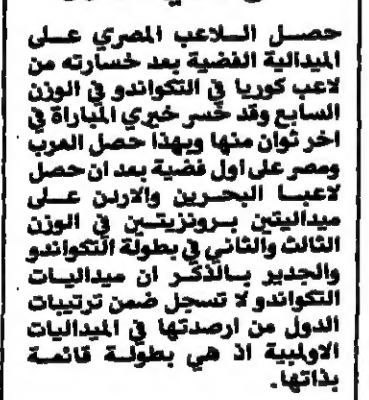 حصل اللاعب المصري على
الميدالية الفضية بعد خسارته من
لاعب كوريا في التكواندو في الوزن
السابع وقد خسر خيري المباراة في
اخر ثوان منها وبهذا حصل العرب
ومصر على اول فضية بعد ان حصل
لاعبا البحرين والاردن على
ميداليتين برونزيتين في الوزن
الثالث والثاني في بطولة التكواندو
والجدير بالذكر ان ميداليات
التكواندو لا تسجل ضمن ترتيبات
الدول من ارصدتها في الميداليات
الاولمبية اذ هي بطولة قائمة
بذاتها.